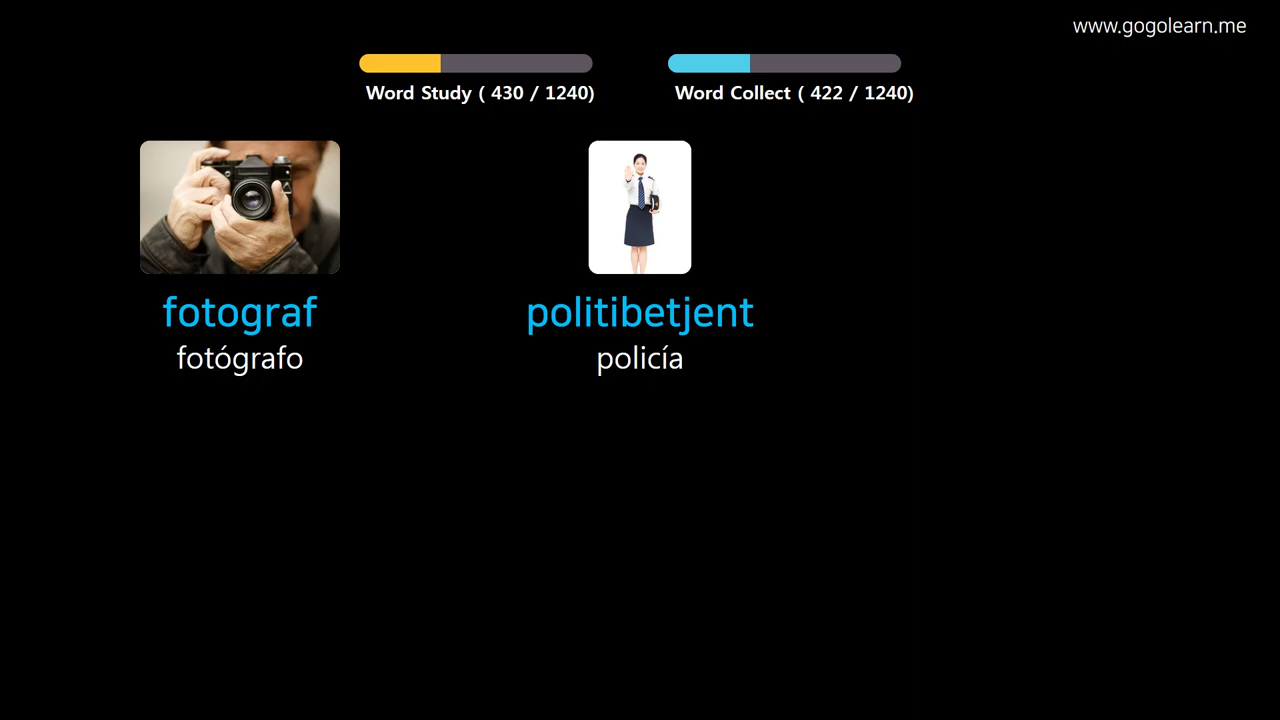 www.gogolearn.me
Word Study ( 430 / 1240)
Word Collect ( 422 / 1240)
fotograf
politibetjent
fotógrafo
policía